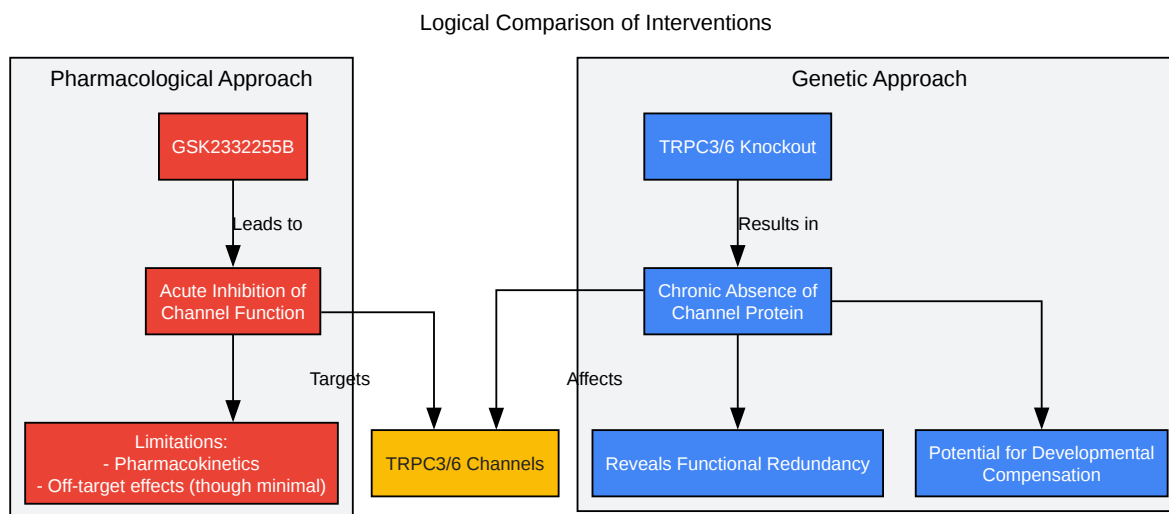 Logical Comparison of Interventions
Pharmacological Approach
Genetic Approach
GSK2332255B
TRPC3/6 Knockout
Leads to
Results in
Acute Inhibition of
Channel Function
Chronic Absence of
Channel Protein
Targets
Affects
Limitations:
- Pharmacokinetics
- Off-target effects (though minimal)
TRPC3/6 Channels
Reveals Functional Redundancy
Potential for Developmental
Compensation